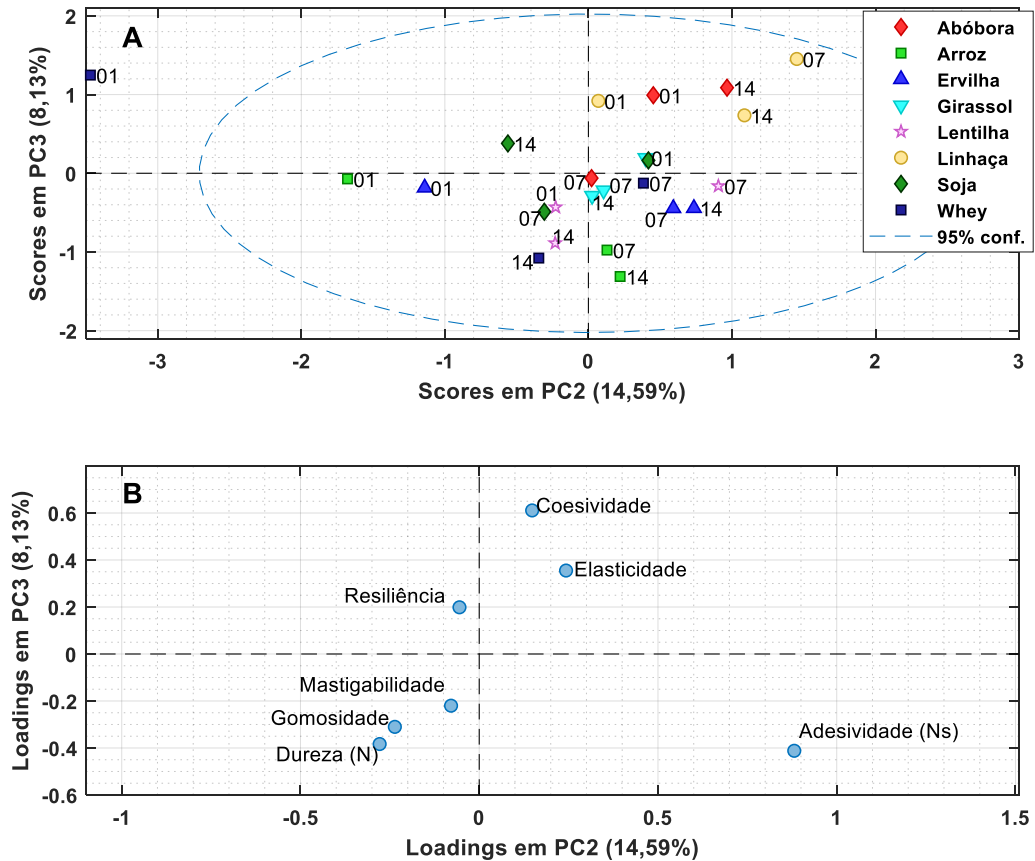 A
Scores em PC3 (8,13%)
2
1
0
-1
-2
01
01
07
14
01
14
07
14
01
01
01
07
07
07
07
01
07
14
07
14
14
14
07
14
-3
-2
-1
0
1
2
3
Scores em PC2 (14,59%)
Abóbora
Arroz
Ervilha
Girassol
Lentilha
Linhaça
Soja
Whey
95% conf.
B
Loadings em PC3 (8,13%)
0.6
0.4
0.2
0
-0.2
-0.4
-0.6
Coesividade
Elasticidade
Resiliência
Mastigabilidade
Gomosidade
Dureza (N)
Adesividade (Ns)
-1
-0.5
0
0.5
1
1.5
Loadings em PC2 (14,59%)